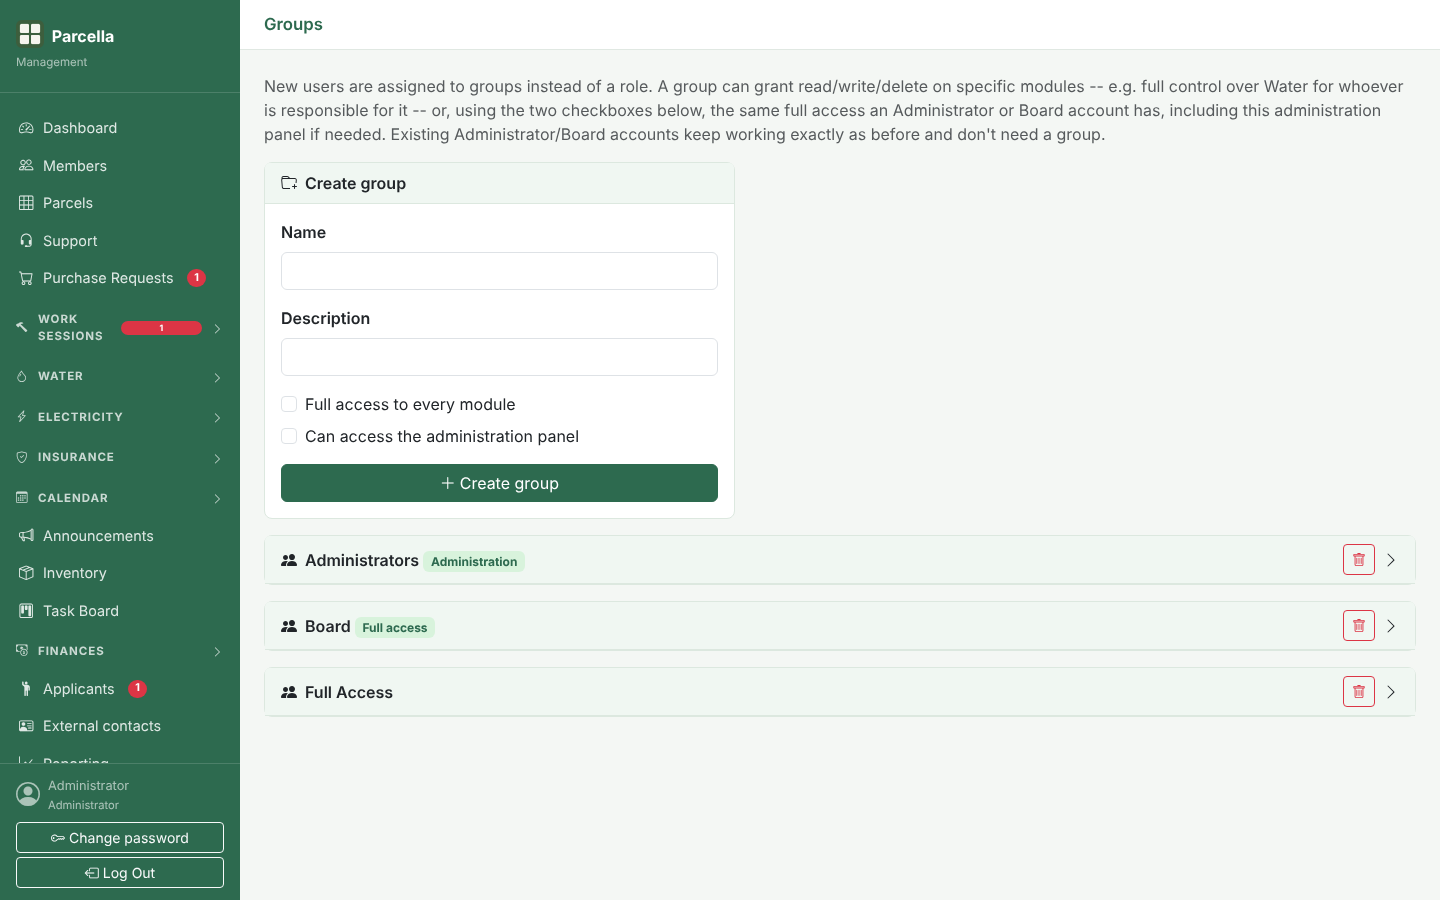 Parcella
Management
Dashboard
Members
Parcels
Support
Purchase Requests 1
WORK SESSIONS 1
WATER
ELECTRICITY
INSURANCE
CALENDAR
Announcements
Inventory
Task Board
FINANCES
Applicants 1
External contacts
Reporting
Administrator
Administrator
Change password
Log Out
Groups
New users are assigned to groups instead of a role. A group can grant read/write/delete on specific modules -- e.g. full control over Water for whoever
is responsible for it -- or, using the two checkboxes below, the same full access an Administrator or Board account has, including this administration
panel if needed. Existing Administrator/Board accounts keep working exactly as before and don't need a group.
Create group
Name
Description
Full access to every module
Can access the administration panel
Create group
Administrators Administration
Board Full access
Full Access